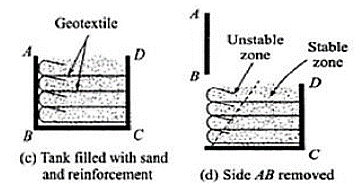 Geotextile
A
D
B
C
(c) Tank filled with sand
and reinforcement
A
B
Unstable
zone
Stable
zone
D
C
(d) Side AB removed